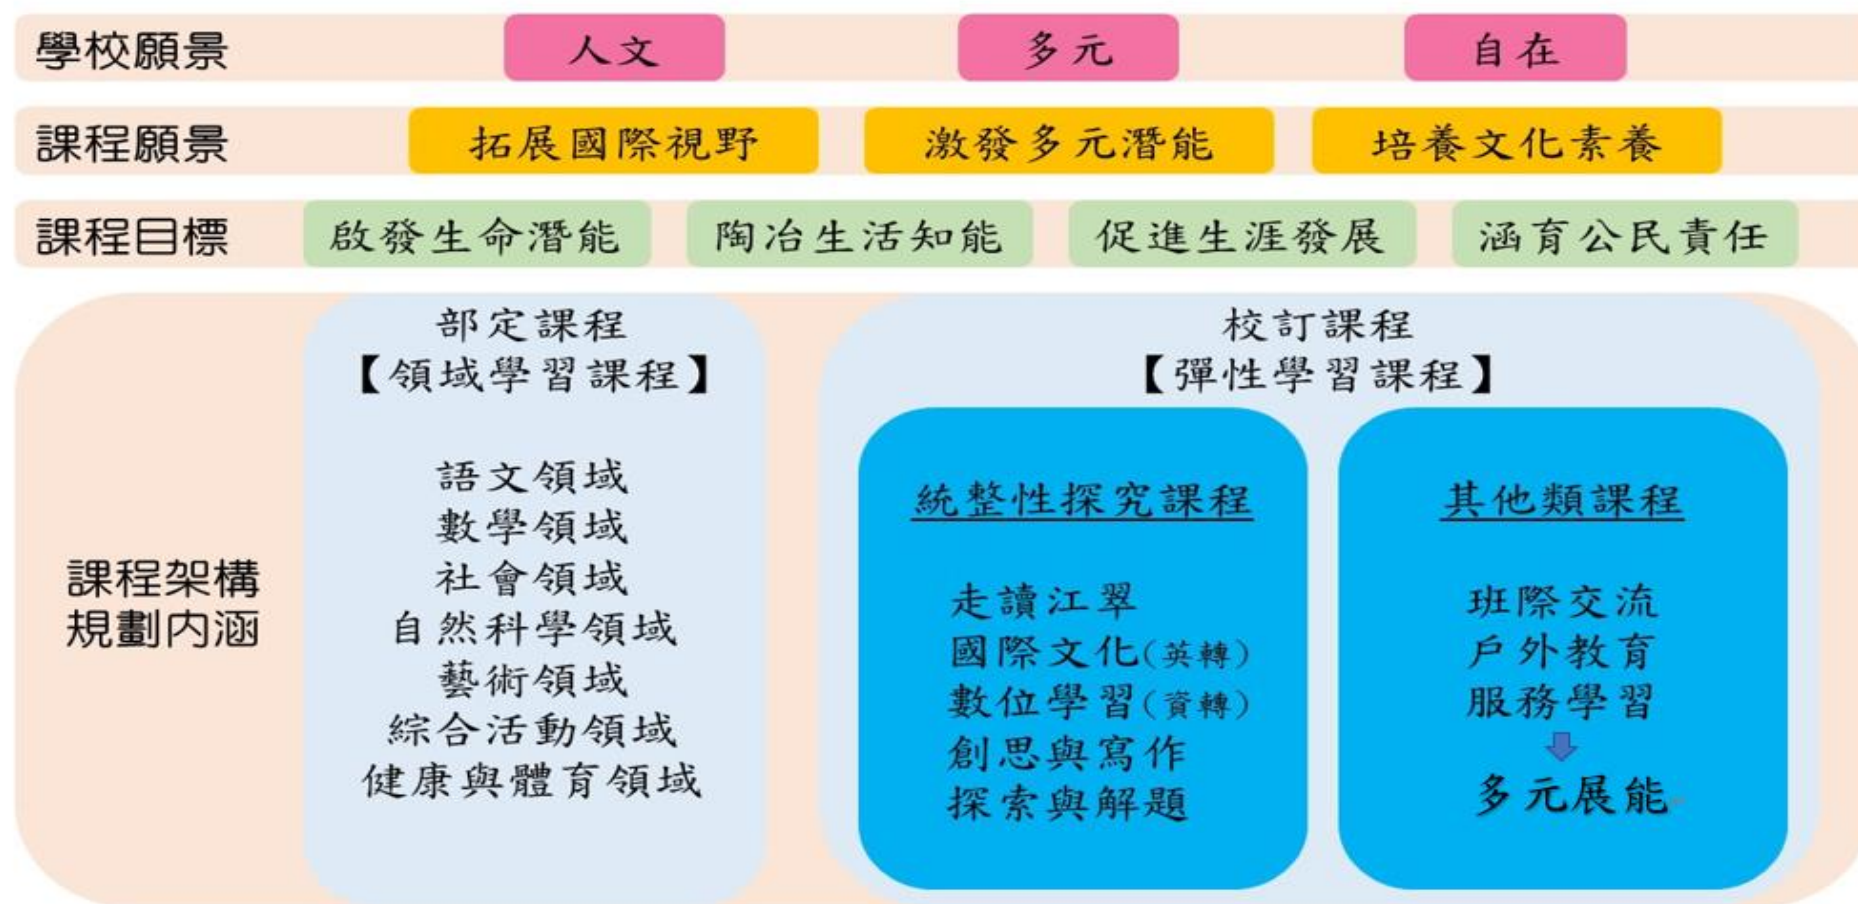 學校願景 人文 多元 自在
課程願景 拓展國際視野 激發多元潛能 培養文化素養
課程目標 啟發生命潛能 陶冶生活知能 促進生涯發展 涵育公民責任
課程架構
規劃內涵
部定課程
【領域學習課程】
語文領域
數學領域
社會領域
自然科學領域
藝術領域
綜合活動領域
健康與體育領域
校訂課程
【彈性學習課程】
統整性探究課程
走讀江翠
國際文化(英轉)
數位學習(資轉)
創思與寫作
探索與解題
其他類課程
班際交流
戶外教育
服務學習
多元展能